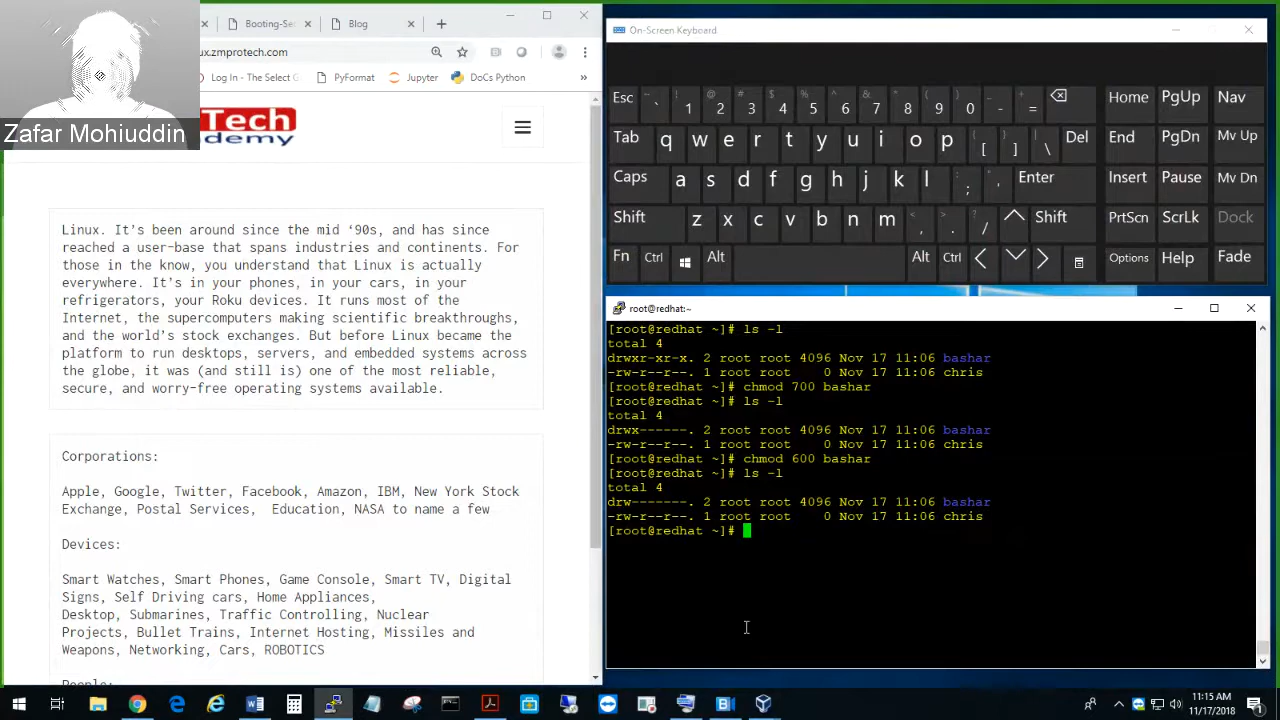 Zafar Mohiuddin
Booting-Se
Blog
ux.zmprotech.com
Log In - The Select
PyFormat
Jupyter
DoCs Python
Tech
demy
Linux. It’s been around since the mid ‘90s, and has since
reached a user-base that spans industries and continents. For
those in the know, you understand that Linux is actually
everywhere. It’s in your phones, in your cars, in your
refrigerators, your Roku devices. It runs most of the
Internet, the supercomputers making scientific breakthroughs,
and the world’s stock exchanges. But before Linux became the
platform to run desktops, servers, and embedded systems across
the globe, it was (and still is) one of the most reliable,
secure, and worry-free operating systems available.
Corporations:
Apple, Google, Twitter, Facebook, Amazon, IBM, New York Stock
Exchange, Postal Services,  Education, NASA to name a few
Devices:
Smart Watches, Smart Phones, Game Console, Smart TV, Digital
Signs, Self Driving cars, Home Appliances,
Desktop, Submarines, Traffic Controlling, Nuclear
Projects, Bullet Trains, Internet Hosting, Missiles and
Weapons, Networking, Cars, ROBOTICS
People:
On-Screen Keyboard
Esc ~ ` ! 1 @ 2 # 3 $ 4 % 5 ^ 6 & 7 * 8 ( 9 ) 0 _ - + = Home PgUp Nav
Tab q w e r t y u i o p { [ } ] | \ Del End PgDn Mv Up
Caps a s d f g h j k l : ; " ' Enter Insert Pause Mv Dn
Shift z x c v b n m < , > . ? / Shift PrtScn ScrLk Dock
Fn Ctrl Alt Alt Ctrl Options Help Fade
root@redhat:~
[root@redhat ~]# ls -l
total 4
drwxr-xr-x. 2 root root 4096 Nov 17 11:06 bashar
-rw-r--r--. 1 root root    0 Nov 17 11:06 chris
[root@redhat ~]# chmod 700 bashar
[root@redhat ~]# ls -l
total 4
drwx------. 2 root root 4096 Nov 17 11:06 bashar
-rw-r--r--. 1 root root    0 Nov 17 11:06 chris
[root@redhat ~]# chmod 600 bashar
[root@redhat ~]# ls -l
total 4
drw-------. 2 root root 4096 Nov 17 11:06 bashar
-rw-r--r--. 1 root root    0 Nov 17 11:06 chris
[root@redhat ~]#
11:15 AM
11/17/2018